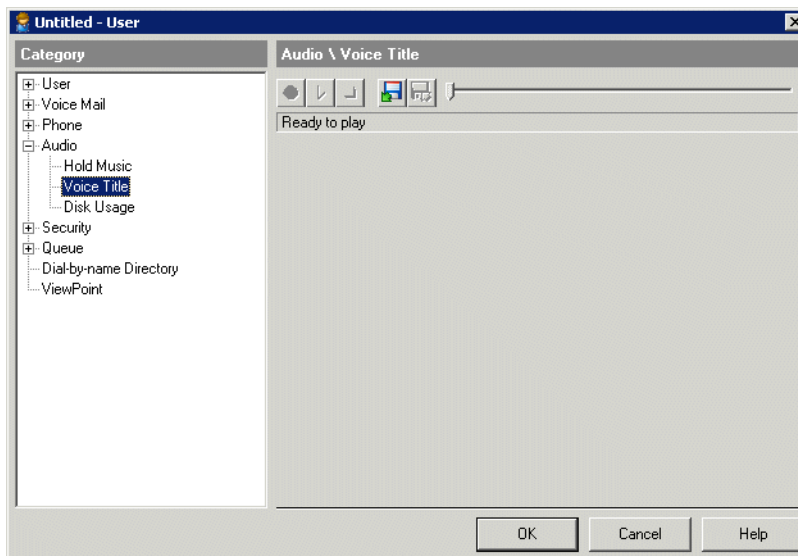 Untitled - User
Category
User
Voice Mail
Phone
Audio
Hold Music
Voice Title
Disk Usage
Security
Queue
Dial-by-name Directory
ViewPoint
Audio \ Voice Title
Ready to play
OK
Cancel
Help